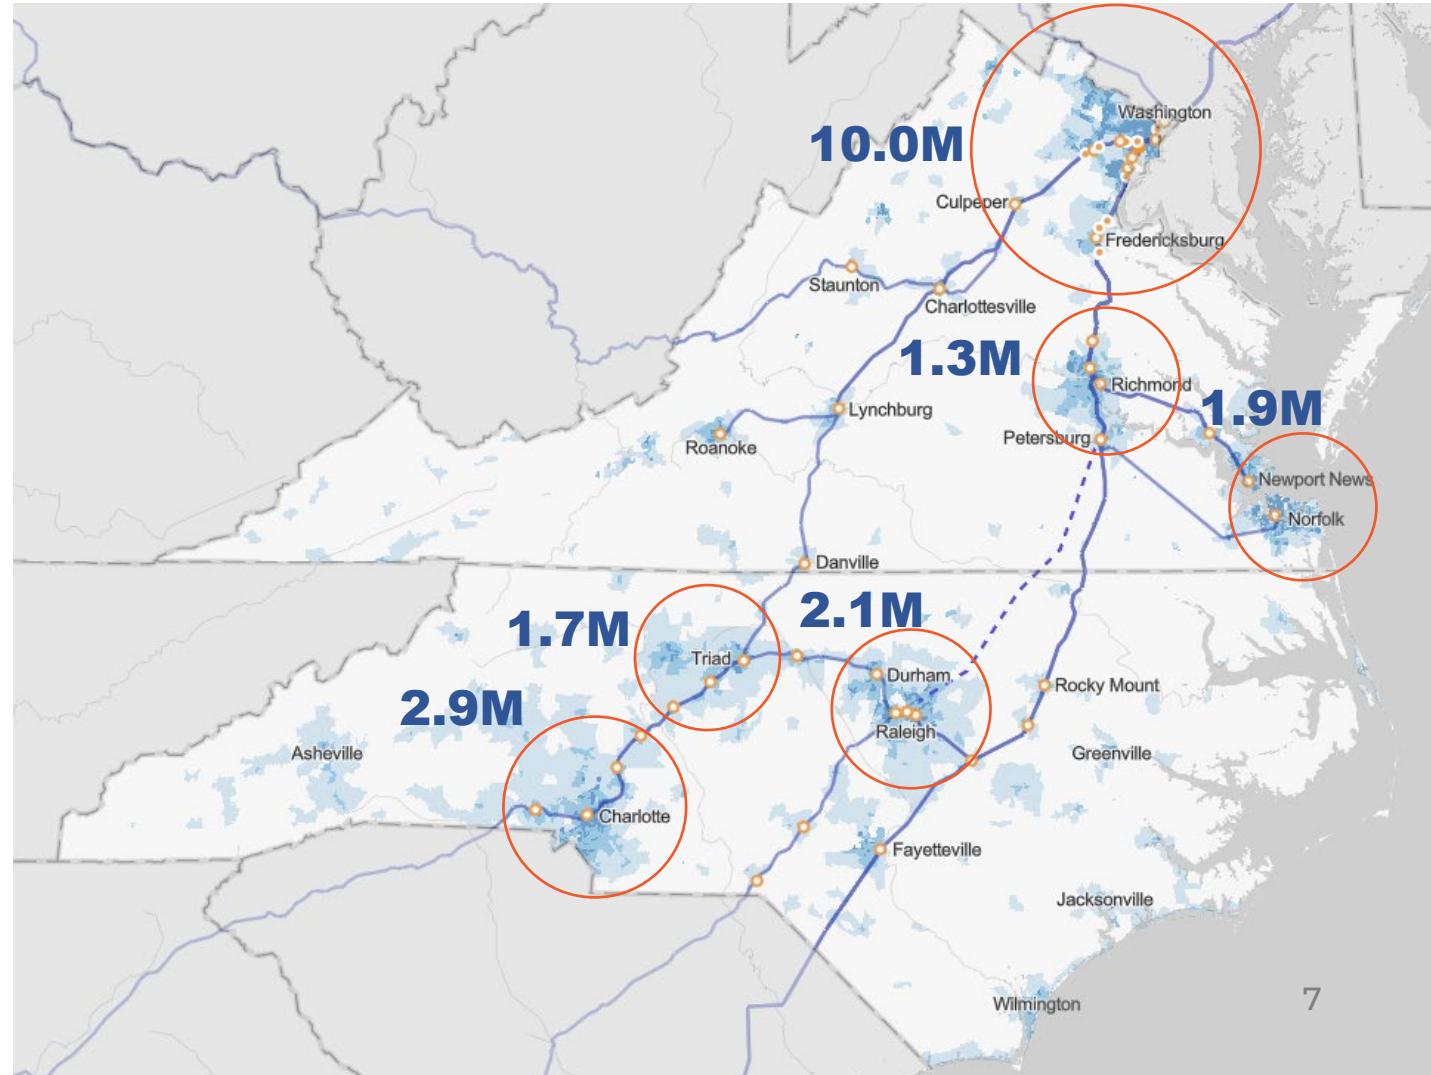 Washington
10.0M
Culpeper
Fredericksburg
Staunton
Charlottesville
1.3M
Richmond
1.9M
Lynchburg
Petersburg
Roanoke
Newport News
Norfolk
Danville
2.1M
1.7M
Triad
Durham
Rocky Mount
2.9M
Raleigh
Asheville
Greenville
Charlotte
Fayetteville
Jacksonville
Wilmington
7